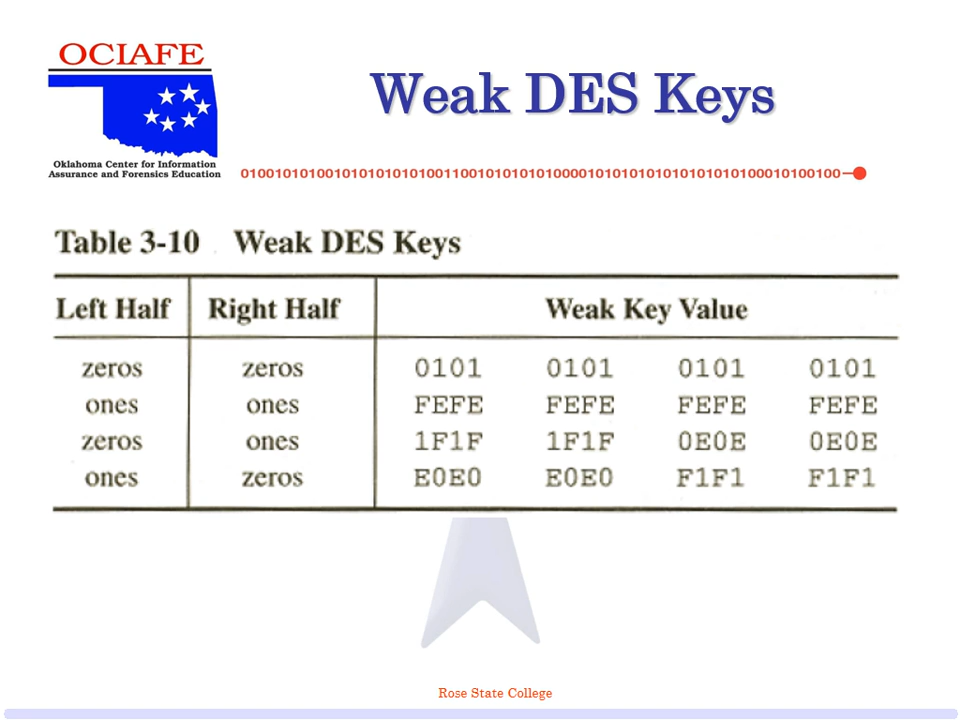 OCIAFE
Oklahoma Center for Information
Assurance and Forensics Education
Weak DES Keys
010010101001010101010101001100101010101010000101010101010101010100010100100
Table 3-10 Weak DES Keys
Left Half Right Half Weak Key Value
zeros zeros 0101 0101 0101 0101
ones ones FEFE FEFE FEFE FEFE
zeros ones 1F1F 1F1F 0E0E 0E0E
ones zeros E0E0 E0E0 F1F1 F1F1
Rose State College